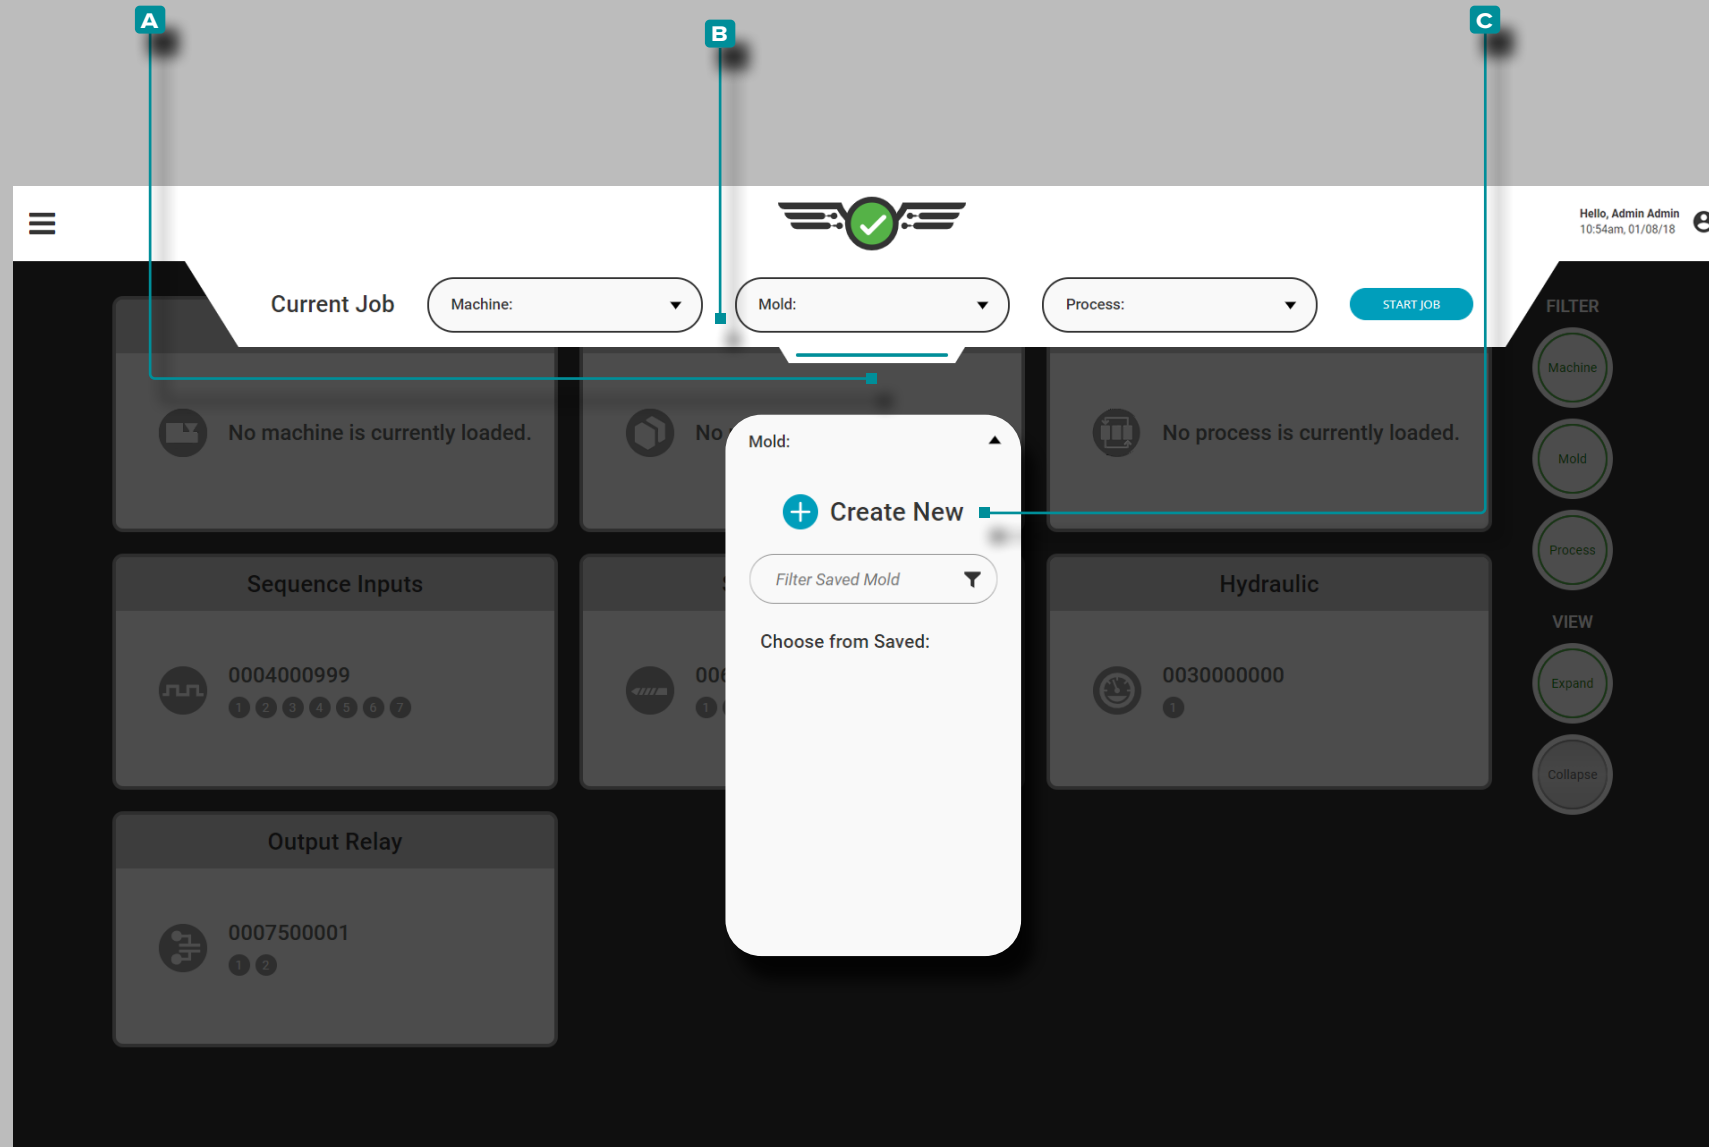 A
B
C
Hello, Admin Admin
10:54am, 01/08/18
Current Job
Machine:
Mold:
Process:
START JOB
FILTER
Machine
Mold
Process
VIEW
Expand
Collapse
No machine is currently loaded.
No
No process is currently loaded.
Mold:
Create New
Filter Saved Mold
Choose from Saved:
Sequence Inputs
Hydraulic
0004000999
1 2 3 4 5 6 7
006
1
0030000000
1
Output Relay
0007500001
1 2